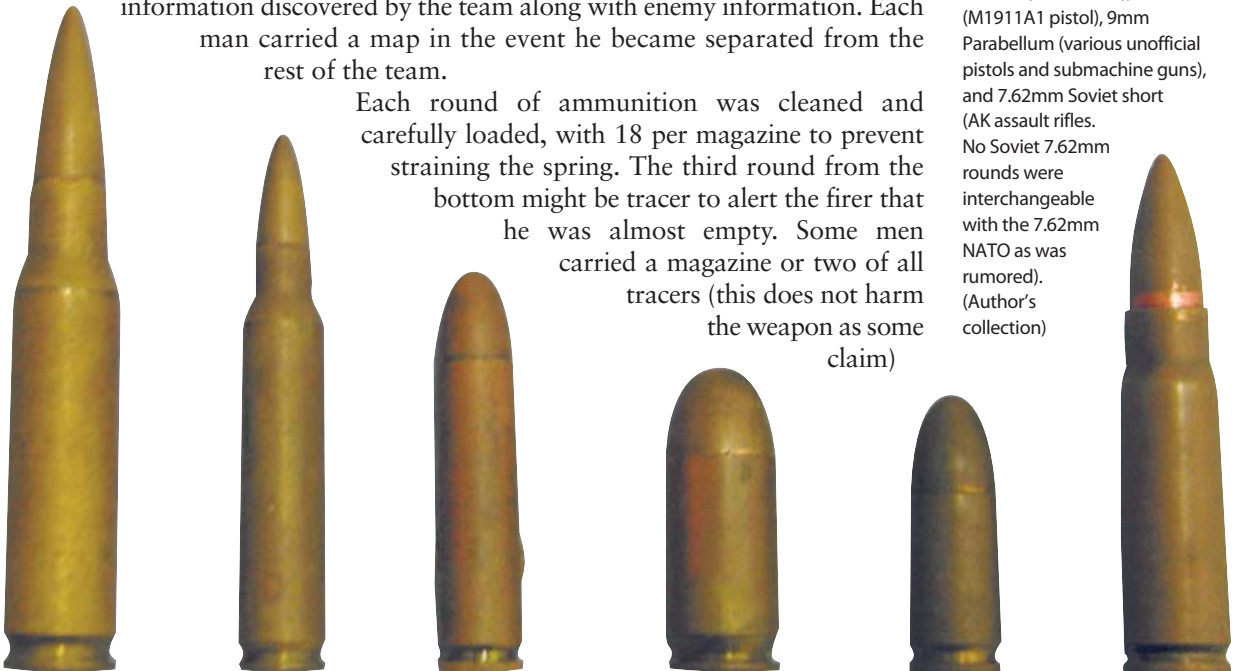 information discovered by the team along with enemy information. Each
man carried a map in the event he became separated from the
rest of the team.
Each round of ammunition was cleaned and
carefully loaded, with 18 per magazine to prevent
straining the spring. The third round from the
bottom might be tracer to alert the firer that
he was almost empty. Some men
carried a magazine or two of all
tracers (this does not harm
the weapon as some
claim)
(M1911A1 pistol), 9mm
Parabellum (various unofficial
pistols and submachine guns),
and 7.62mm Soviet short
(AK assault rifles.
No Soviet 7.62mm
rounds were
interchangeable
with the 7.62mm
NATO as was
rumored).
(Author's
collection)